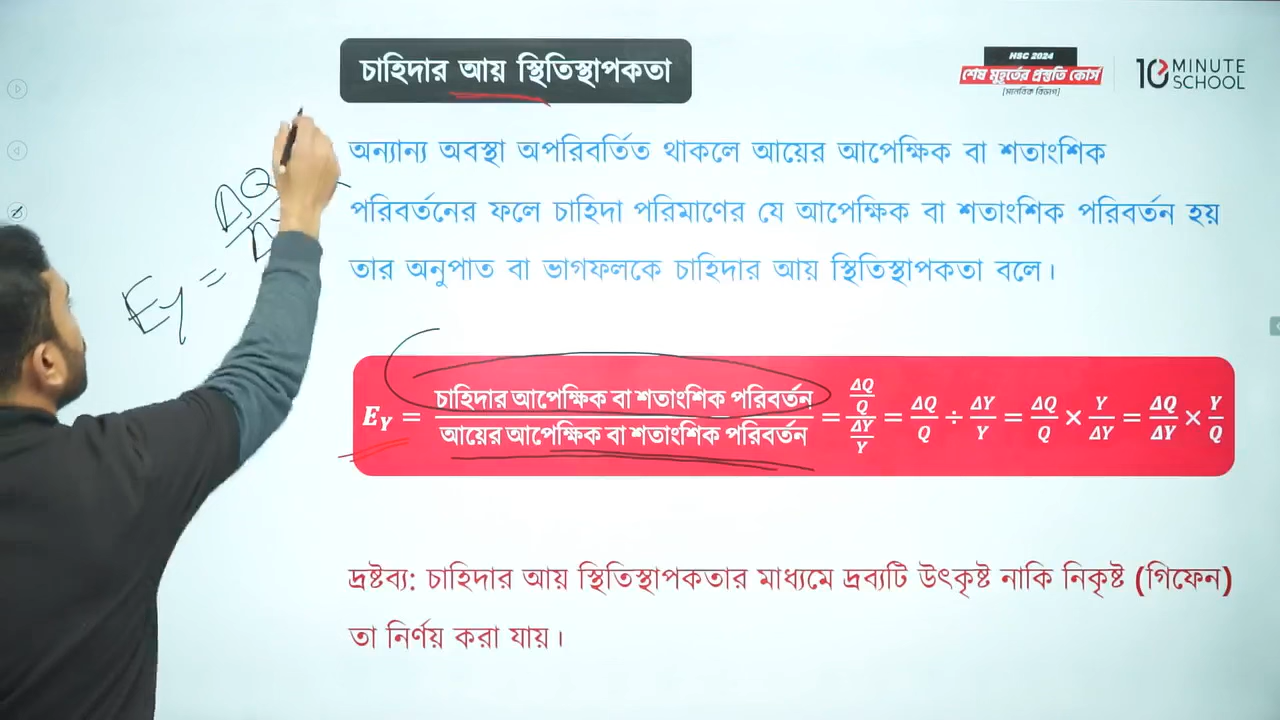 চাহিদার আয় স্থিতিস্থাপকতা
HSC 2024
শেষ মুহূর্তের প্রস্তুতি কোর্স
[মানবিক বিভাগ]
10 MINUTE SCHOOL
অন্যান্য অবস্থা অপরিবর্তিত থাকলে আয়ের আপেক্ষিক বা শতাংশিক
পরিবর্তনের ফলে চাহিদা পরিমাণের যে আপেক্ষিক বা শতাংশিক পরিবর্তন হয়
তার অনুপাত বা ভাগফলকে চাহিদার আয় স্থিতিস্থাপকতা বলে।
E_Y = ΔQ
E_Y = চাহিদার আপেক্ষিক বা শতাংশিক পরিবর্তন / আয়ের আপেক্ষিক বা শতাংশিক পরিবর্তন = (ΔQ/Q) / (ΔY/Y) = ΔQ/Q ÷ ΔY/Y = ΔQ/Q × Y/ΔY = ΔQ/ΔY × Y/Q
দ্রষ্টব্য: চাহিদার আয় স্থিতিস্থাপকতার মাধ্যমে দ্রব্যটি উৎকৃষ্ট নাকি নিকৃষ্ট (গিফেন)
তা নির্ণয় করা যায়।